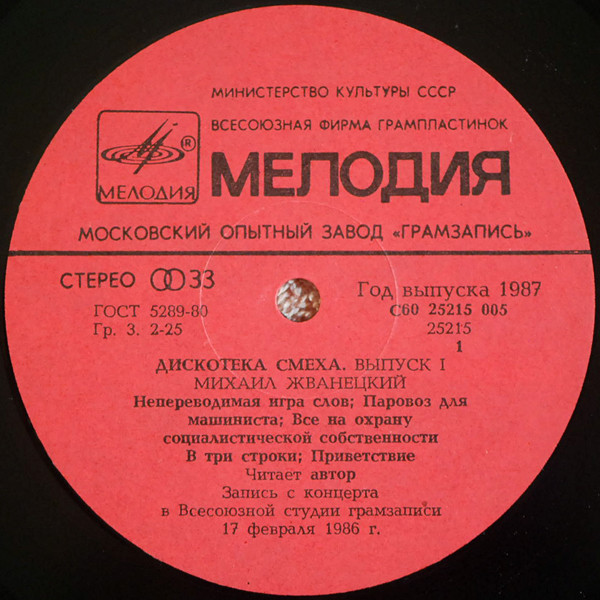 МИНИСТЕРСТВО КУЛЬТУРЫ СССР
ВСЕСОЮЗНАЯ ФИРМА ГРАМПЛАСТИНОК
®
МЕЛОДИЯ
МЕЛОДИЯ
МОСКОВСКИЙ ОПЫТНЫЙ ЗАВОД «ГРАМЗАПИСЬ»
СТЕРЕО 33
Год выпуска 1987
ГОСТ 5289-80
С60 25215 005
Гр. 3. 2-25
25215
1
ДИСКОТЕКА СМЕХА. ВЫПУСК I
МИХАИЛ ЖВАНЕЦКИЙ
Непереводимая игра слов; Паровоз для
машиниста; Все на охрану
социалистической собственности
В три строки; Приветствие
Читает автор
Запись с концерта
в Всесоюзной студии грамзаписи
17 февраля 1986 г.